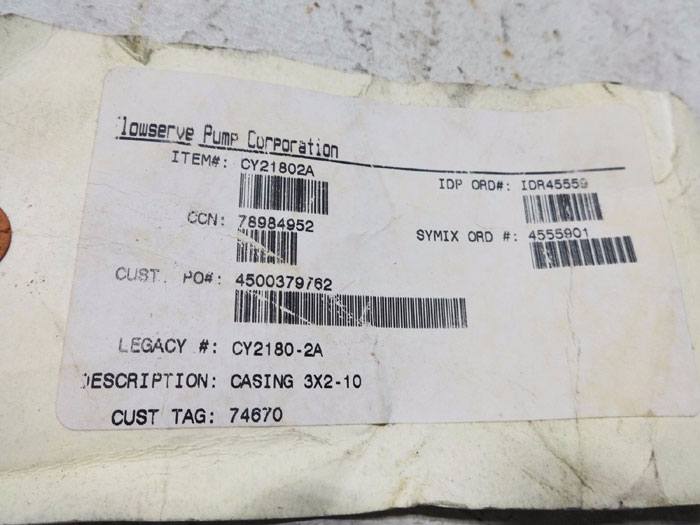 Flowserve Pump Corporation
ITEM#: CY21802A
IDP ORD#: IDR45559
CCN: 78984952
SYMIX ORD #: 4555901
CUST. PO#: 4500379762
LEGACY #: CY2180-2A
DESCRIPTION: CASING 3X2-10
CUST TAG: 74670